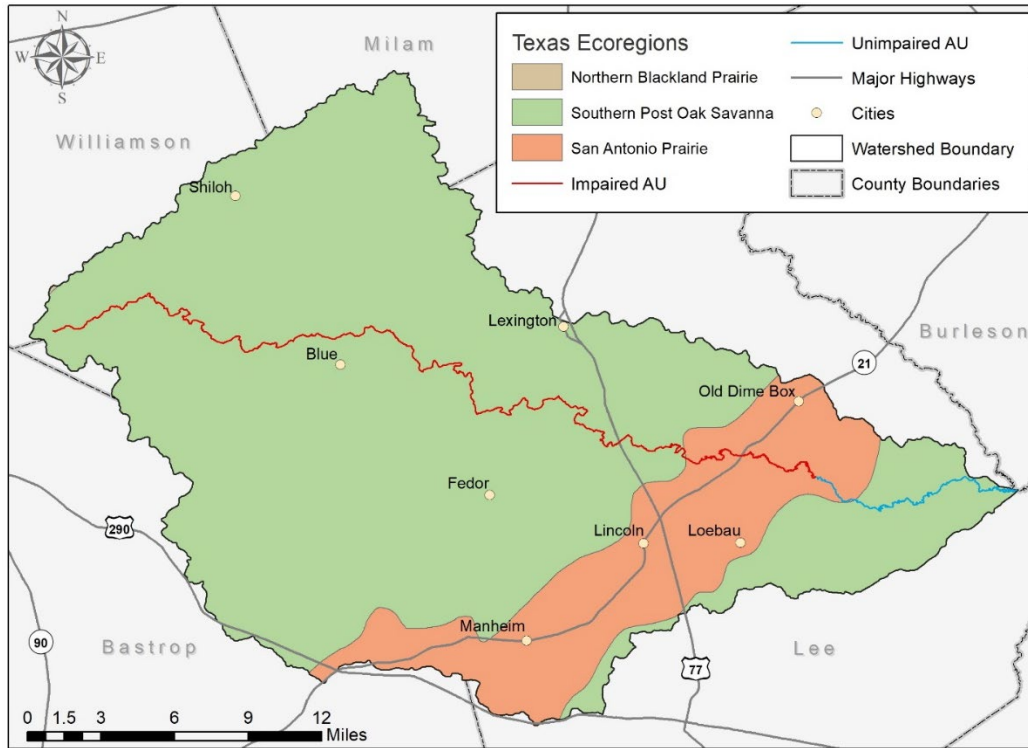 N
W E
S
Milam
Williamson
Texas Ecoregions
Northern Blackland Prairie
Southern Post Oak Savanna
San Antonio Prairie
Impaired AU
Unimpaired AU
Major Highways
Cities
Watershed Boundary
County Boundaries
Shiloh
Lexington
Burleson
Blue
21
Old Dime Box
Fedor
290
Lincoln
Loebau
Manheim
90
Bastrop
Lee
77
0 1.5 3 6 9 12
Miles